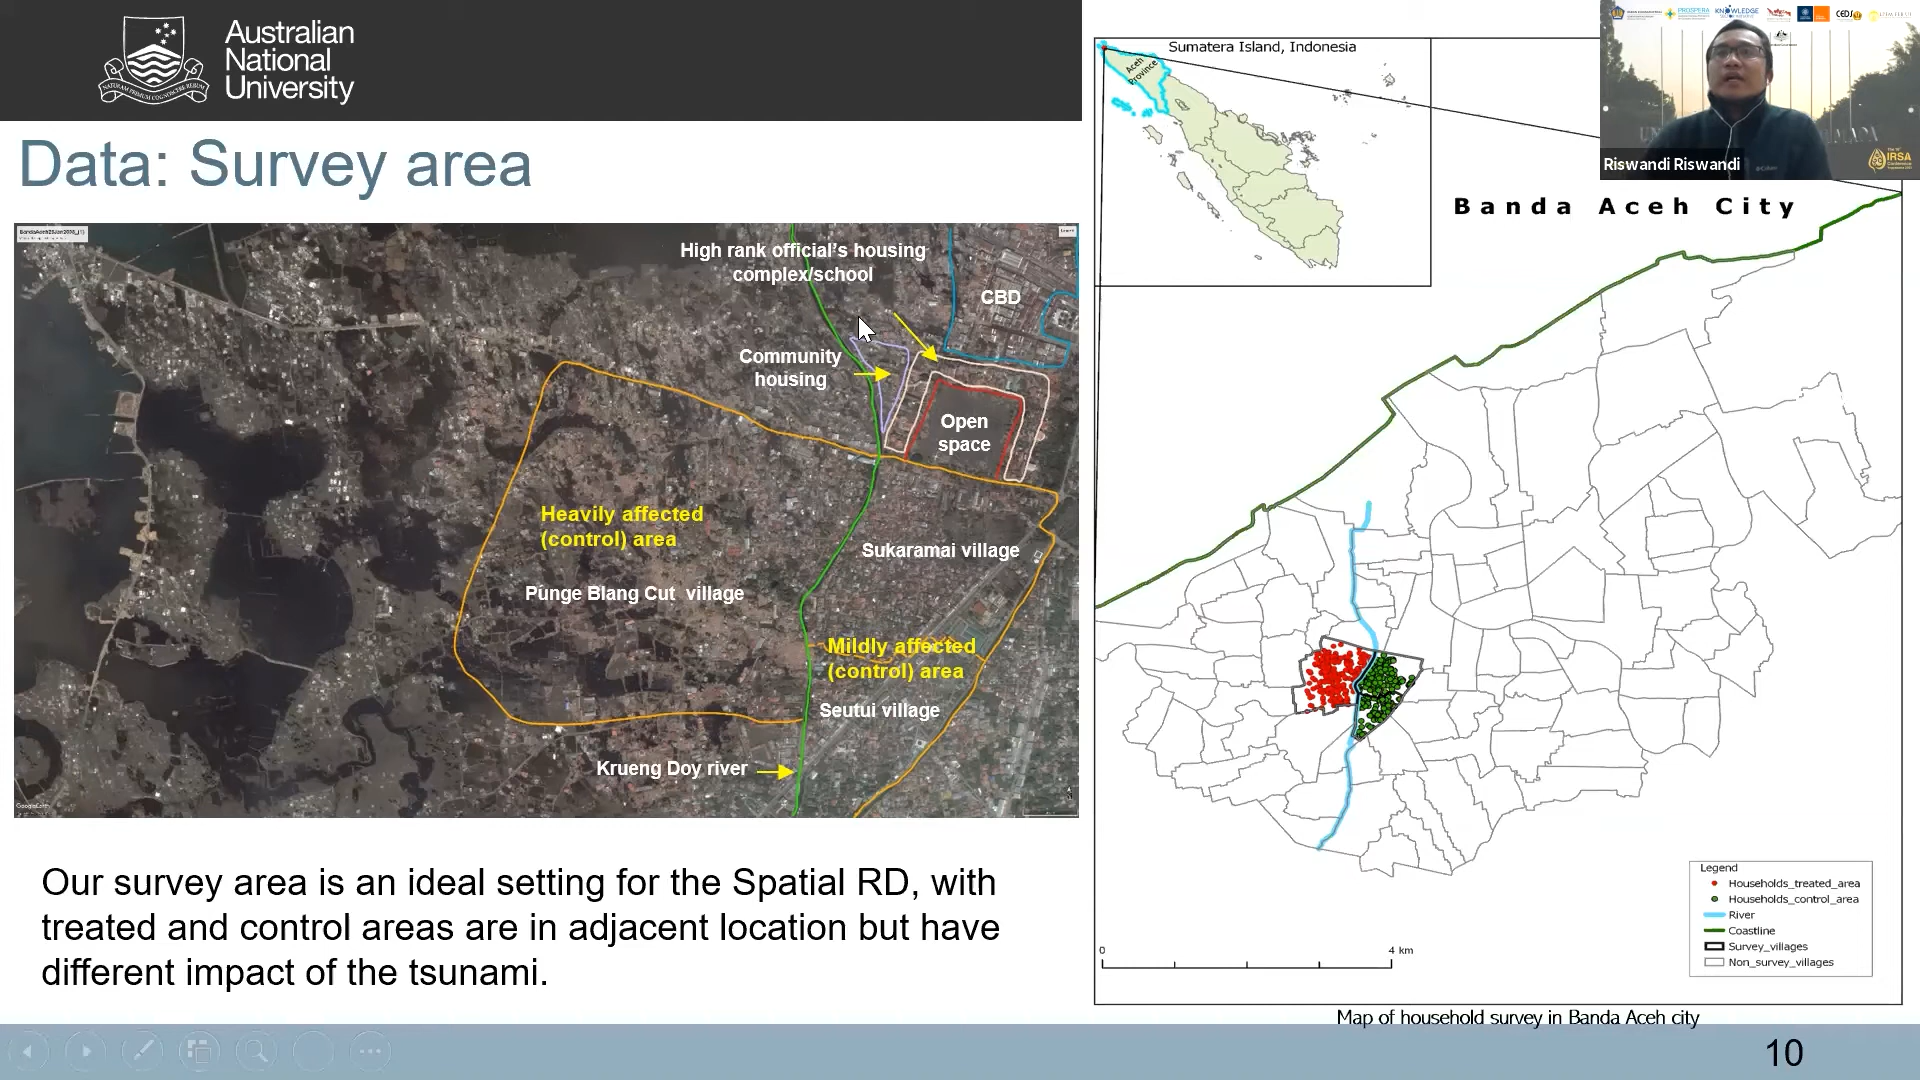 Australian
National
University
Data: Survey area
High rank official's housing
complex/school
CBD
Community
housing
Open
space
Heavily affected
(control) area
Sukaramai village
Punge Blang Cut village
Mildly affected
(control) area
Seutui village
Krueng Doy river
Our survey area is an ideal setting for the Spatial RD, with
treated and control areas are in adjacent location but have
different impact of the tsunami.
Sumatera Island, Indonesia
Aceh
Province
Banda Aceh City
Legend
Households_treated_area
Households_control_area
River
Coastline
Survey_villages
Non_survey_villages
0
4 km
Map of household survey in Banda Aceh city
10
PROSPERA
KNOWLEDGE
CEDS
Riswandi Riswandi
IRSA